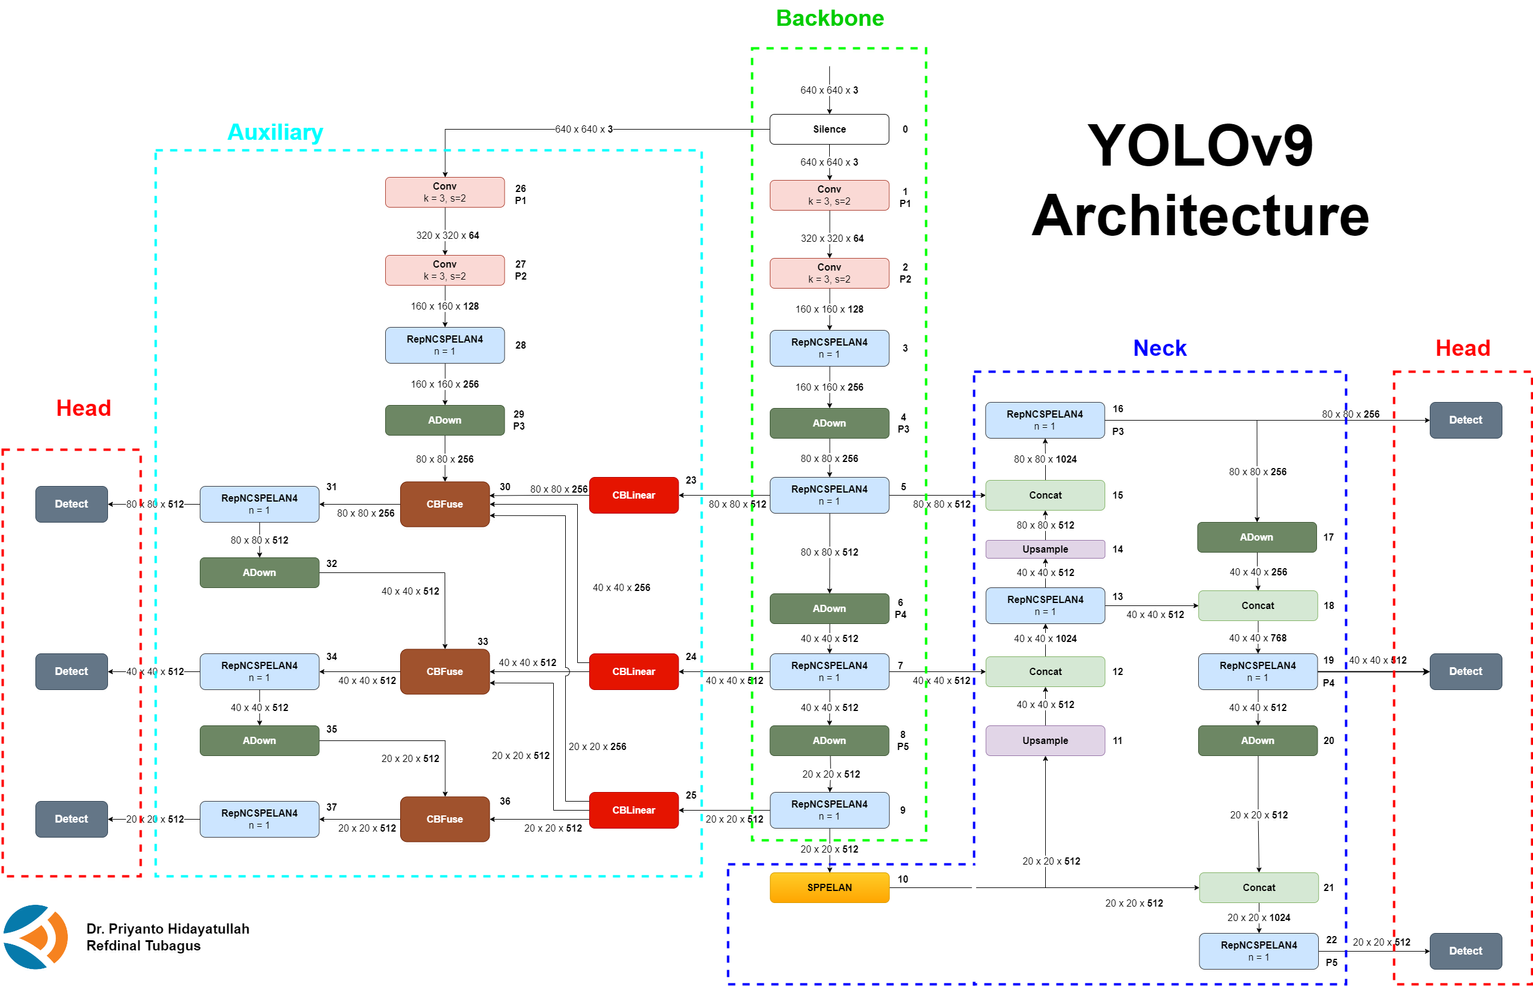 Backbone
YOLOv9
Architecture
640 x 640 x 3
Silence
0
640 x 640 x 3
640 x 640 x 3
Conv
k = 3, s=2
1
P1
320 x 320 x 64
Conv
k = 3, s=2
2
P2
160 x 160 x 128
RepNCSPELAN4
n = 1
3
160 x 160 x 256
ADown
4
P3
80 x 80 x 256
RepNCSPELAN4
n = 1
5
80 x 80 x 512
80 x 80 x 512
80 x 80 x 512
ADown
6
P4
40 x 40 x 512
RepNCSPELAN4
n = 1
7
40 x 40 x 512
40 x 40 x 512
40 x 40 x 512
ADown
8
P5
20 x 20 x 512
RepNCSPELAN4
n = 1
9
20 x 20 x 512
20 x 20 x 512
Auxiliary
Conv
k = 3, s=2
26
P1
320 x 320 x 64
Conv
k = 3, s=2
27
P2
160 x 160 x 128
RepNCSPELAN4
n = 1
28
160 x 160 x 256
ADown
29
P3
80 x 80 x 256
CBFuse
30
80 x 80 x 256
CBLinear
23
80 x 80 x 256
RepNCSPELAN4
n = 1
31
80 x 80 x 512
80 x 80 x 512
ADown
32
40 x 40 x 512
40 x 40 x 256
CBFuse
33
40 x 40 x 512
CBLinear
24
40 x 40 x 512
RepNCSPELAN4
n = 1
34
40 x 40 x 512
40 x 40 x 512
ADown
35
20 x 20 x 512
20 x 20 x 512
20 x 20 x 256
CBFuse
36
20 x 20 x 512
CBLinear
25
20 x 20 x 512
RepNCSPELAN4
n = 1
37
20 x 20 x 512
Head
Detect
Detect
Detect
Neck
RepNCSPELAN4
n = 1
16
P3
80 x 80 x 256
80 x 80 x 1024
80 x 80 x 256
Concat
15
80 x 80 x 512
Upsample
14
40 x 40 x 512
RepNCSPELAN4
n = 1
13
40 x 40 x 512
40 x 40 x 1024
Concat
12
40 x 40 x 512
Upsample
11
20 x 20 x 512
SPPELAN
10
20 x 20 x 512
ADown
17
40 x 40 x 256
Concat
18
40 x 40 x 768
RepNCSPELAN4
n = 1
19
P4
40 x 40 x 512
40 x 40 x 512
ADown
20
20 x 20 x 512
Concat
21
20 x 20 x 1024
RepNCSPELAN4
n = 1
22
P5
20 x 20 x 512
Head
Detect
Detect
Detect
Dr. Priyanto Hidayatullah
Refdinal Tubagus